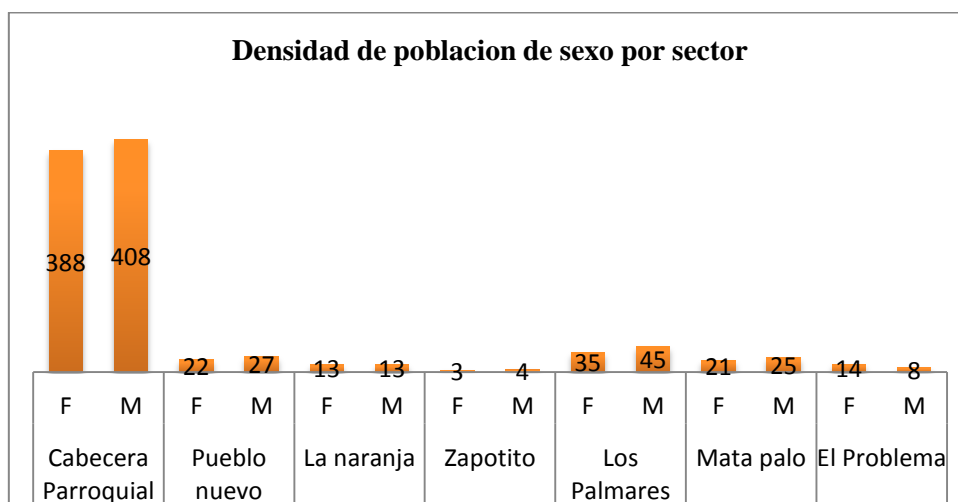 Densidad de poblacion de sexo por sector
388 408 22 27 13 13 3 4 35 45 21 25 14 8
F M F M F M F M F M F M F M
Cabecera Pueblo La naranja Zapotito Los Mata palo El Problema
Parroquial nuevo Palmares